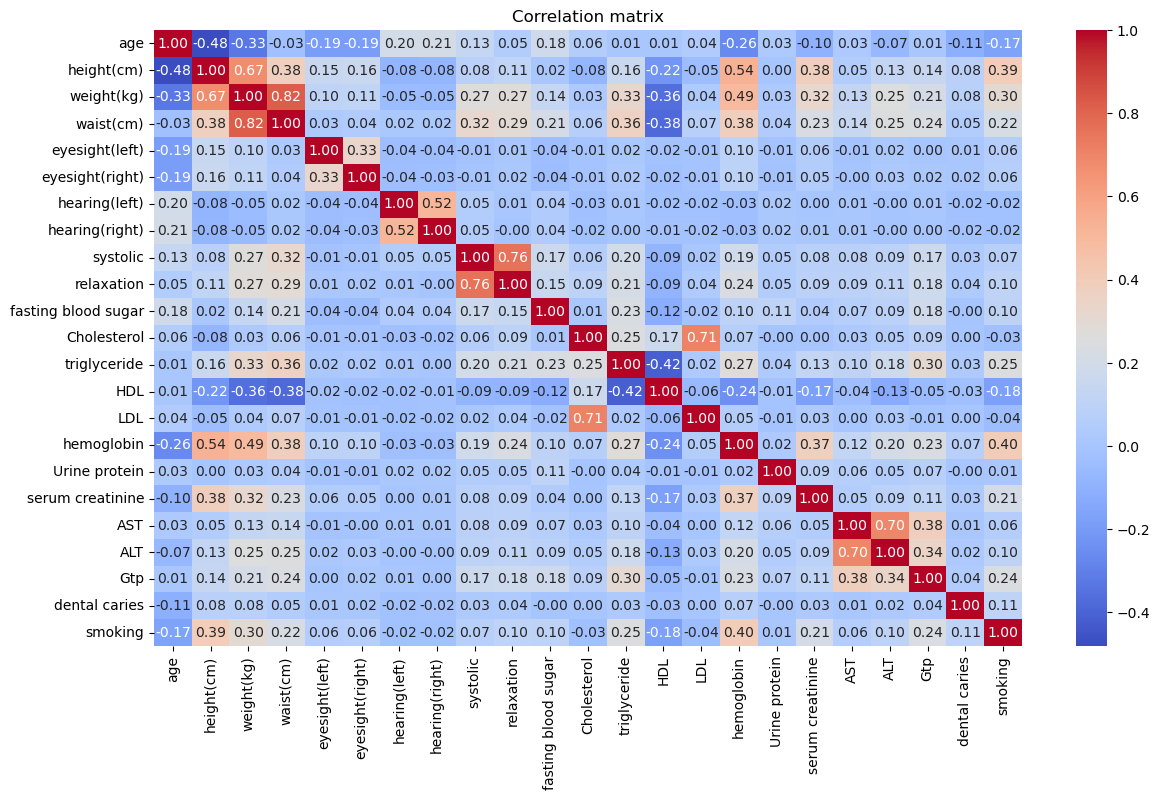 Correlation matrix
age 1.00 -0.48 -0.33 -0.03 -0.19 -0.19 0.20 0.21 0.13 0.05 0.18 0.06 0.01 0.01 0.04 -0.26 0.03 -0.10 0.03 -0.07 0.01 -0.11 -0.17
height(cm) -0.48 1.00 0.67 0.38 0.15 0.16 -0.08 -0.08 0.08 0.11 0.02 -0.08 0.16 -0.22 -0.05 0.54 0.00 0.38 0.05 0.13 0.14 0.08 0.39
weight(kg) -0.33 0.67 1.00 0.82 0.10 0.11 -0.05 -0.05 0.27 0.27 0.14 0.03 0.33 -0.36 0.04 0.49 0.03 0.32 0.13 0.25 0.21 0.08 0.30
waist(cm) -0.03 0.38 0.82 1.00 0.03 0.04 0.02 0.02 0.32 0.29 0.21 0.06 0.36 -0.38 0.07 0.38 0.04 0.23 0.14 0.25 0.24 0.05 0.22
eyesight(left) -0.19 0.15 0.10 0.03 1.00 0.33 -0.04 -0.04 -0.01 0.01 -0.04 -0.01 0.02 -0.02 -0.01 0.10 -0.01 0.06 -0.01 0.02 0.00 0.01 0.06
eyesight(right) -0.19 0.16 0.11 0.04 0.33 1.00 -0.04 -0.03 -0.01 0.02 -0.04 -0.01 0.02 -0.02 -0.01 0.10 -0.01 0.05 -0.00 0.03 0.02 0.02 0.06
hearing(left) 0.20 -0.08 -0.05 0.02 -0.04 -0.04 1.00 0.52 0.05 0.01 0.04 -0.03 0.01 -0.02 -0.02 -0.03 0.02 0.00 0.01 -0.00 0.01 -0.02 -0.02
hearing(right) 0.21 -0.08 -0.05 0.02 -0.04 -0.03 0.52 1.00 0.05 -0.00 0.04 -0.02 0.00 -0.01 -0.02 -0.03 0.02 0.01 0.01 -0.00 0.00 -0.02 -0.02
systolic 0.13 0.08 0.27 0.32 -0.01 -0.01 0.05 0.05 1.00 0.76 0.17 0.06 0.20 -0.09 0.02 0.19 0.05 0.08 0.08 0.09 0.17 0.03 0.07
relaxation 0.05 0.11 0.27 0.29 0.01 0.02 0.01 -0.00 0.76 1.00 0.15 0.09 0.21 -0.09 0.04 0.24 0.05 0.09 0.09 0.11 0.18 0.04 0.10
fasting blood sugar 0.18 0.02 0.14 0.21 -0.04 -0.04 0.04 0.04 0.17 0.15 1.00 0.01 0.23 -0.12 -0.02 0.10 0.11 0.04 0.07 0.09 0.18 -0.00 0.10
Cholesterol 0.06 -0.08 0.03 0.06 -0.01 -0.01 -0.03 -0.02 0.06 0.09 0.01 1.00 0.25 0.17 0.71 0.07 -0.00 0.00 0.03 0.05 0.09 0.00 -0.03
triglyceride 0.01 0.16 0.33 0.36 0.02 0.02 0.01 0.00 0.20 0.21 0.23 0.25 1.00 -0.42 0.02 0.27 0.04 0.13 0.10 0.18 0.30 0.03 0.25
HDL 0.01 -0.22 -0.36 -0.38 -0.02 -0.02 -0.02 -0.01 -0.09 -0.09 -0.12 0.17 -0.42 1.00 -0.06 -0.24 -0.01 -0.17 -0.04 -0.13 -0.05 -0.03 -0.18
LDL 0.04 -0.05 0.04 0.07 -0.01 -0.01 -0.02 -0.02 0.02 0.04 -0.02 0.71 0.02 -0.06 1.00 0.05 -0.01 0.03 0.00 0.03 -0.01 0.00 -0.04
hemoglobin -0.26 0.54 0.49 0.38 0.10 0.10 -0.03 -0.03 0.19 0.24 0.10 0.07 0.27 -0.24 0.05 1.00 0.02 0.37 0.12 0.20 0.23 0.07 0.40
Urine protein 0.03 0.00 0.03 0.04 -0.01 -0.01 0.02 0.02 0.05 0.05 0.11 -0.00 0.04 -0.01 -0.01 0.02 1.00 0.09 0.06 0.05 0.07 -0.00 0.01
serum creatinine -0.10 0.38 0.32 0.23 0.06 0.05 0.00 0.01 0.08 0.09 0.04 0.00 0.13 -0.17 0.03 0.37 0.09 1.00 0.05 0.09 0.11 0.03 0.21
AST 0.03 0.05 0.13 0.14 -0.01 -0.00 0.01 0.01 0.08 0.09 0.07 0.03 0.10 -0.04 0.00 0.12 0.06 0.05 1.00 0.70 0.38 0.01 0.06
ALT -0.07 0.13 0.25 0.25 0.02 0.03 -0.00 -0.00 0.09 0.11 0.09 0.05 0.18 -0.13 0.03 0.20 0.05 0.09 0.70 1.00 0.34 0.02 0.10
Gtp 0.01 0.14 0.21 0.24 0.00 0.02 0.01 0.00 0.17 0.18 0.18 0.09 0.30 -0.05 -0.01 0.23 0.07 0.11 0.38 0.34 1.00 0.04 0.24
dental caries -0.11 0.08 0.08 0.05 0.01 0.02 -0.02 -0.02 0.03 0.04 -0.00 0.00 0.03 -0.03 0.00 0.07 -0.00 0.03 0.01 0.02 0.04 1.00 0.11
smoking -0.17 0.39 0.30 0.22 0.06 0.06 -0.02 -0.02 0.07 0.10 0.10 -0.03 0.25 -0.18 -0.04 0.40 0.01 0.21 0.06 0.10 0.24 0.11 1.00
age
height(cm)
weight(kg)
waist(cm)
eyesight(left)
eyesight(right)
hearing(left)
hearing(right)
systolic
relaxation
fasting blood sugar
Cholesterol
triglyceride
HDL
LDL
hemoglobin
Urine protein
serum creatinine
AST
ALT
Gtp
dental caries
smoking
1.0
0.8
0.6
0.4
0.2
0.0
−0.2
−0.4